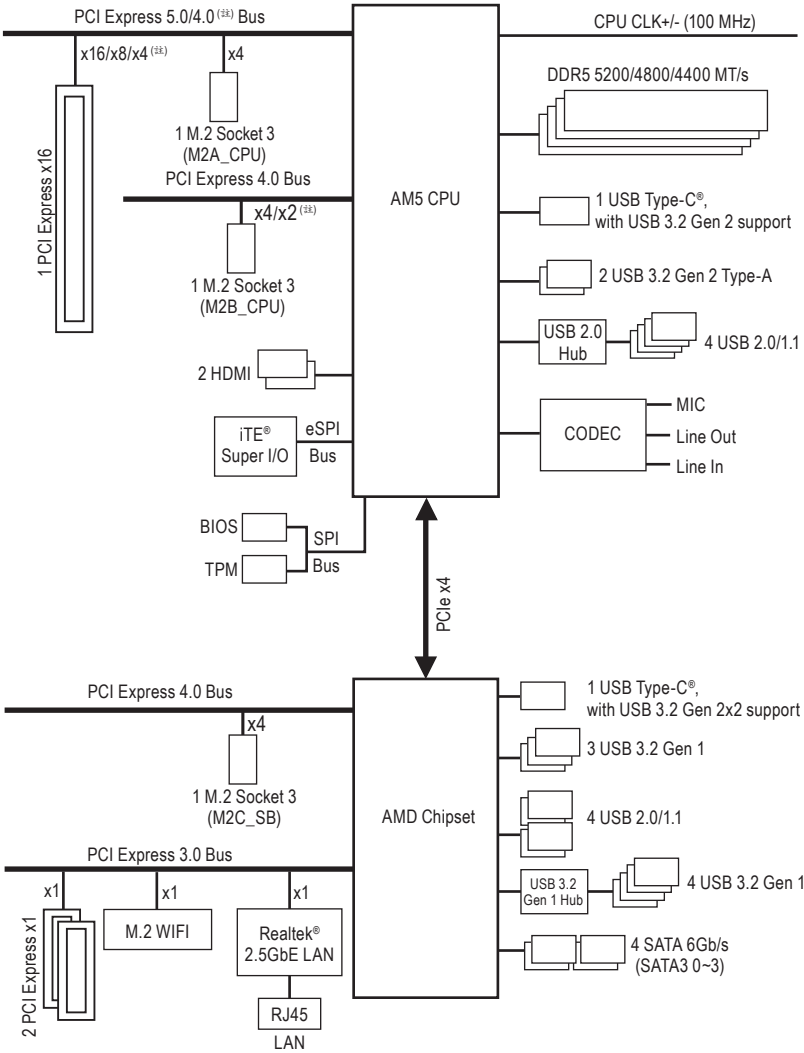 PCI Express 5.0/4.0 (註) Bus
x16/x8/x4 (註)
x4
1 PCI Express x16
1 M.2 Socket 3
(M2A_CPU)
PCI Express 4.0 Bus
x4/x2 (註)
1 M.2 Socket 3
(M2B_CPU)
2 HDMI
iTE®
Super I/O
eSPI
Bus
BIOS
TPM
SPI
Bus
AM5 CPU
CPU CLK+/- (100 MHz)
DDR5 5200/4800/4400 MT/s
1 USB Type-C®,
with USB 3.2 Gen 2 support
2 USB 3.2 Gen 2 Type-A
USB 2.0
Hub
4 USB 2.0/1.1
CODEC
MIC
Line Out
Line In
PCIe x4
PCI Express 4.0 Bus
x4
1 M.2 Socket 3
(M2C_SB)
PCI Express 3.0 Bus
x1
x1
x1
2 PCI Express x1
M.2 WIFI
Realtek®
2.5GbE LAN
RJ45
LAN
AMD Chipset
1 USB Type-C®,
with USB 3.2 Gen 2x2 support
3 USB 3.2 Gen 1
4 USB 2.0/1.1
USB 3.2
Gen 1 Hub
4 USB 3.2 Gen 1
4 SATA 6Gb/s
(SATA3 0~3)